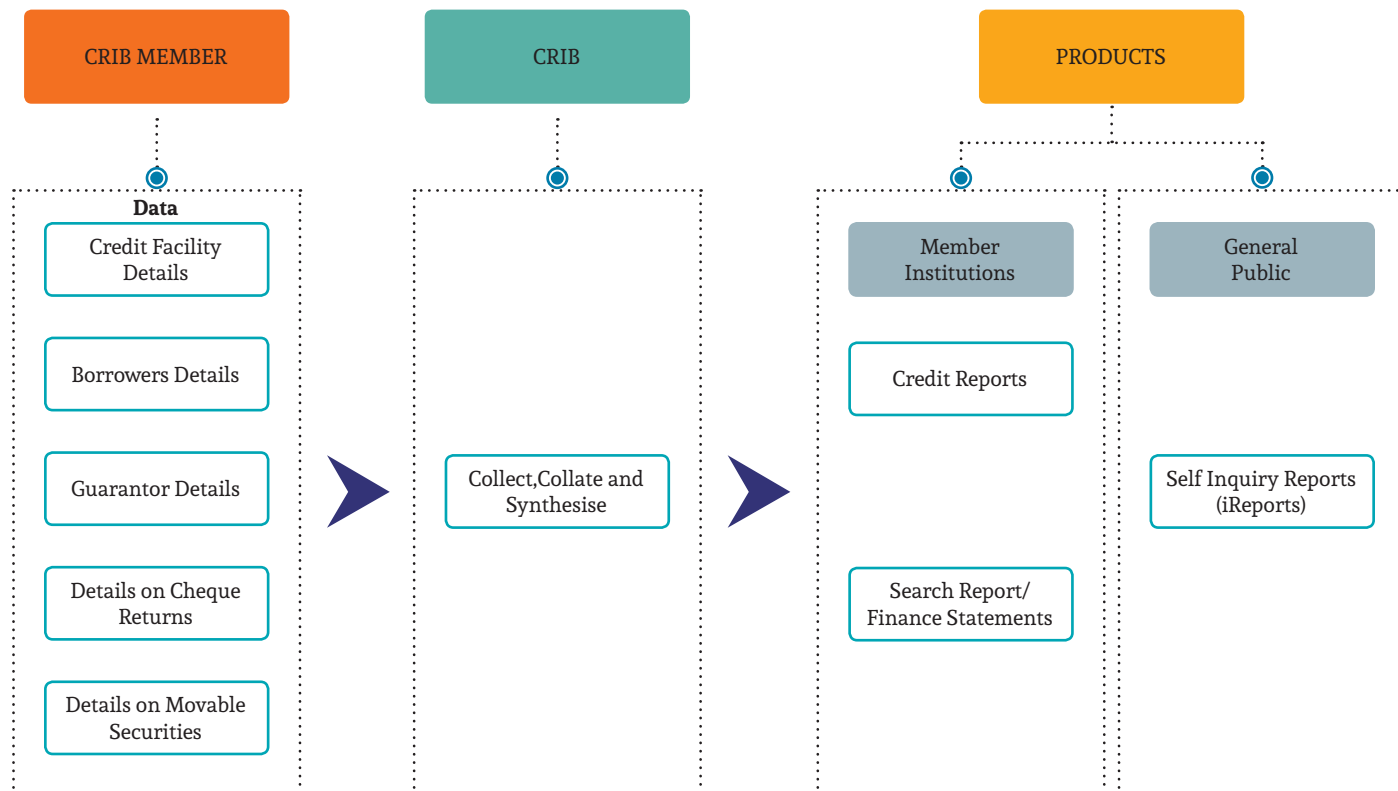 CRIB MEMBER
CRIB
PRODUCTS
Data
Credit Facility
Details
Borrowers Details
Guarantor Details
Details on Cheque
Returns
Details on Movable
Securities
Collect,Collate and
Synthesise
Member
Institutions
Credit Reports
Search Report/
Finance Statements
General
Public
Self Inquiry Reports
(iReports)